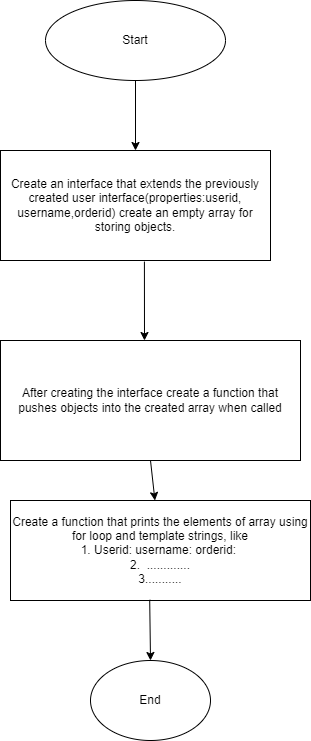 Start
Create an interface that extends the previously
created user interface(properties:userid,
username,orderid) create an empty array for
storing objects.
After creating the interface create a function that
pushes objects into the created array when called
Create a function that prints the elements of array using
for loop and template strings, like
1. Userid: username: orderid:
2.  .............
3...........
End